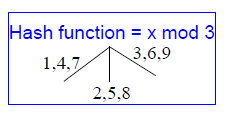 Hash function = x mod 3
1,4,7
3,6,9
2,5,8